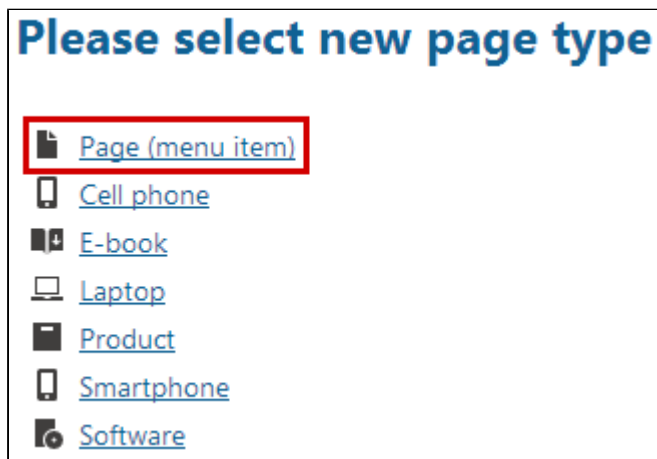 Please select new page type
Page (menu item)
Cell phone
E-book
Laptop
Product
Smartphone
Software